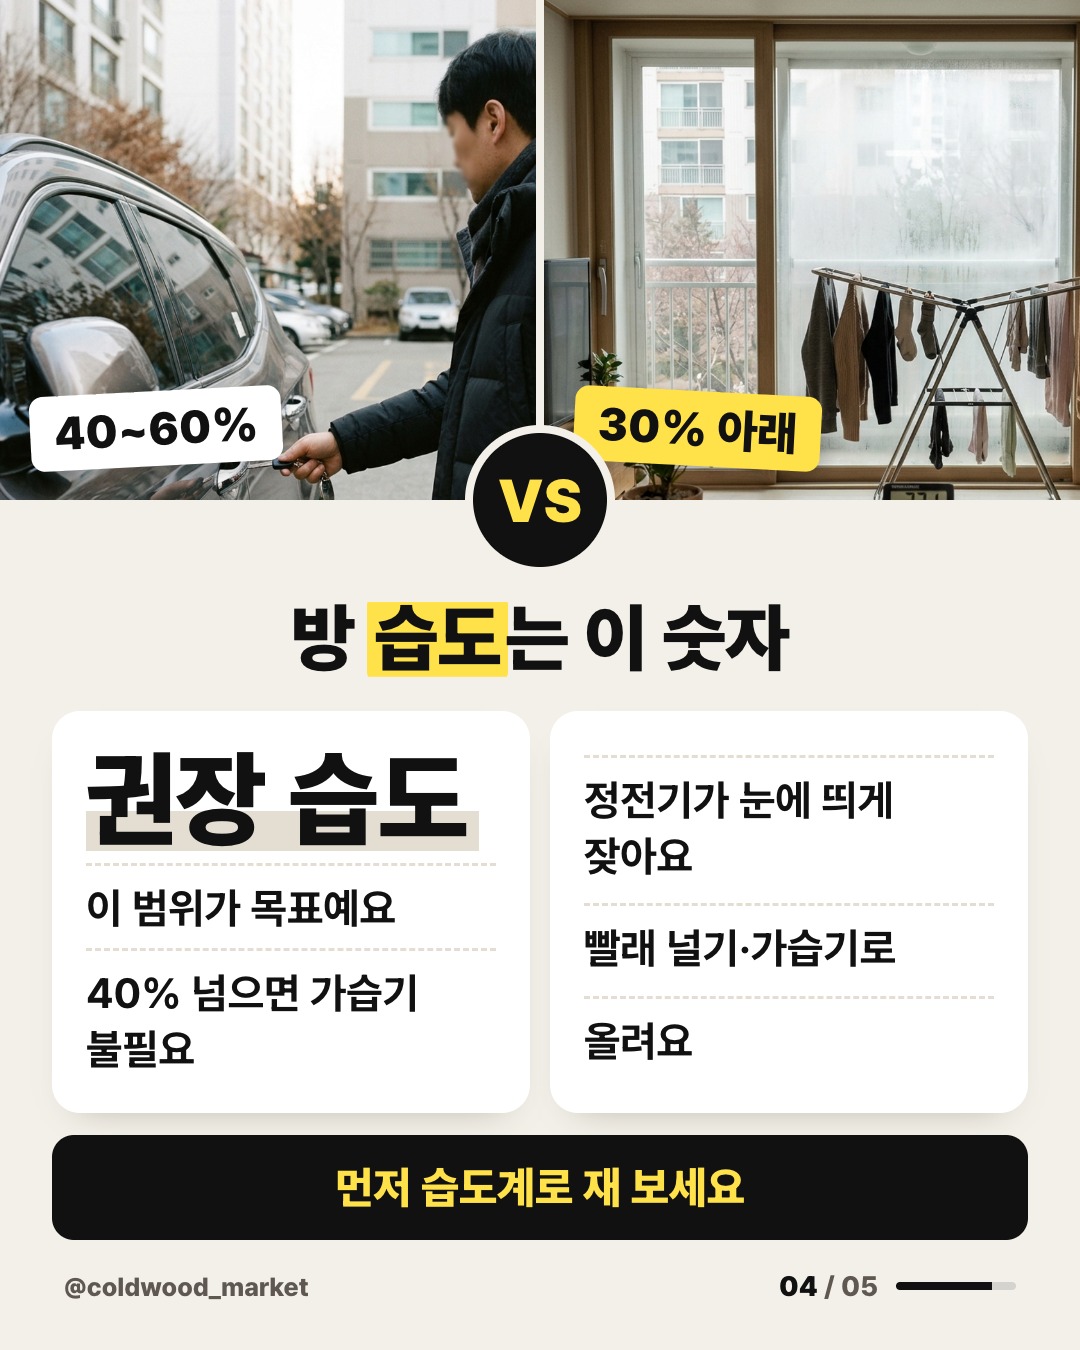 40~60%
30% 아래
VS
방 습도는 이 숫자
권장 습도
이 범위가 목표예요
40% 넘으면 가습기
불필요
정전기가 눈에 띄게
잦아요
빨래 널기·가습기로
올려요
먼저 습도계로 재 보세요
@coldwood_market
04 / 05